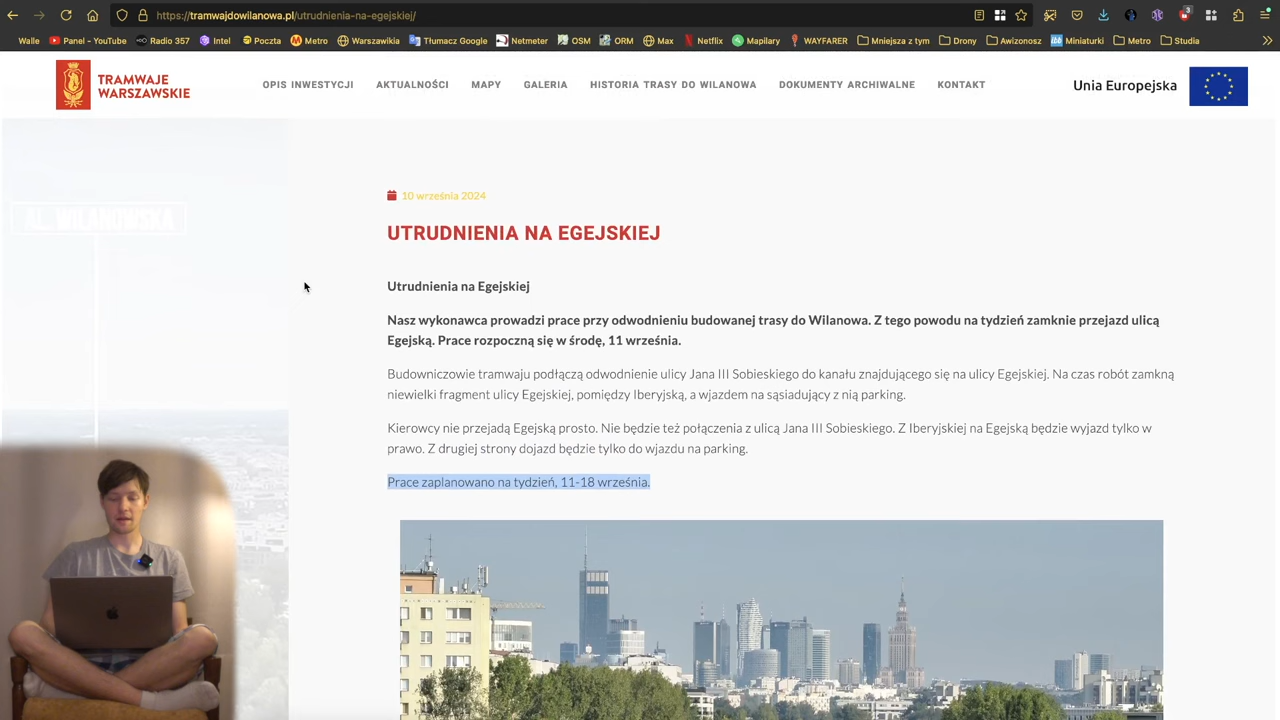 https://tramwajdowilanowa.pl/utrudnienia-na-egejskiej/
3
Walle Panel - YouTube Radio 357 Intel Poczta Metro Warszawikia Tłumacz Google Netmeter OSM ORM Max Netflix Mapilary WAYFARER Mniejsza z tym Drony Awizonosz Miniaturki Metro Studia
TRAMWAJE
WARSZAWSKIE
OPIS INWESTYCJI AKTUALNOŚCI MAPY GALERIA HISTORIA TRASY DO WILANOWA DOKUMENTY ARCHIWALNE KONTAKT
Unia Europejska
AL. WILANOWSKA
10 września 2024
UTRUDNIENIA NA EGEJSKIEJ
Utrudnienia na Egejskiej
Nasz wykonawca prowadzi prace przy odwodnieniu budowanej trasy do Wilanowa. Z tego powodu na tydzień zamknie przejazd ulicą
Egejską. Prace rozpoczną się w środę, 11 września.
Budowniczowie tramwaju podłączą odwodnienie ulicy Jana III Sobieskiego do kanału znajdującego się na ulicy Egejskiej. Na czas robót zamkną
niewielki fragment ulicy Egejskiej, pomiędzy Iberyjską, a wjazdem na sąsiadujący z nią parking.
Kierowcy nie przejadą Egejską prosto. Nie będzie też połączenia z ulicą Jana III Sobieskiego. Z Iberyjskiej na Egejską będzie wyjazd tylko w
prawo. Z drugiej strony dojazd będzie tylko do wjazdu na parking.
Prace zaplanowano na tydzień, 11-18 września.